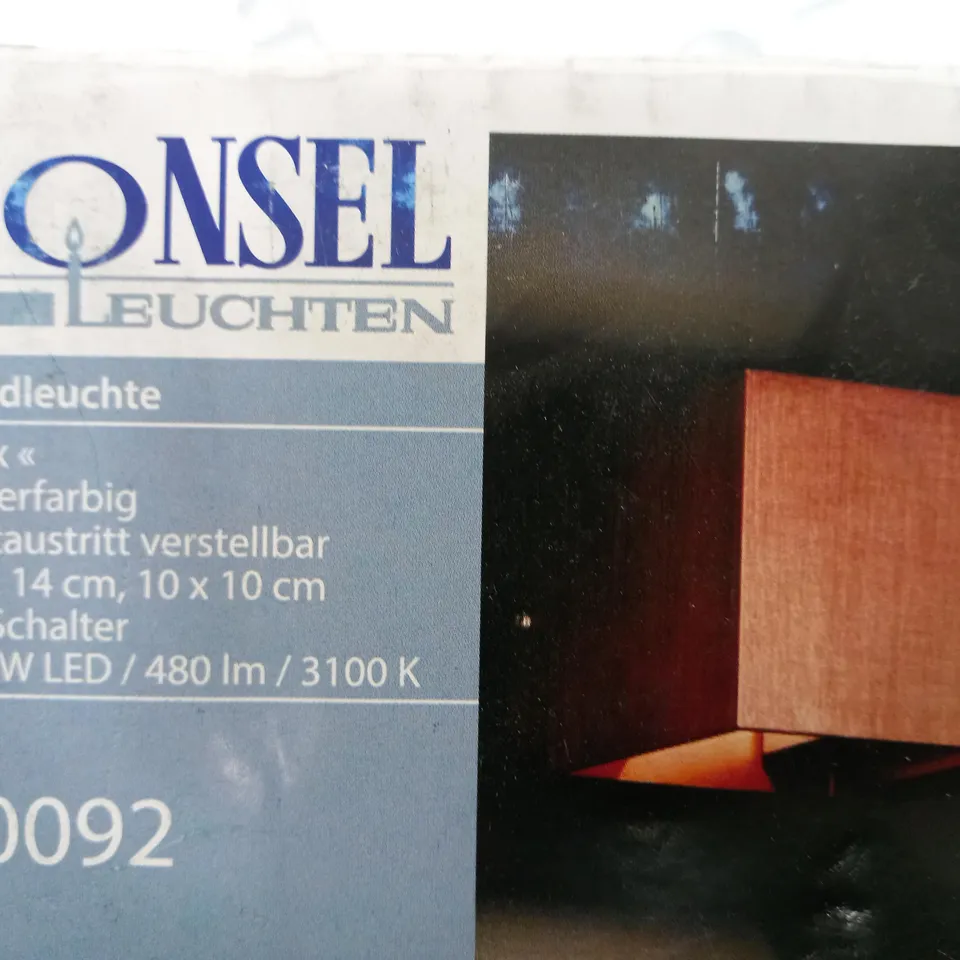 ONSEL
LEUCHTEN
dleuchte
«
erfarbig
taustritt verstellbar
14 cm, 10 x 10 cm
Schalter
W LED / 480 lm / 3100 K
0092